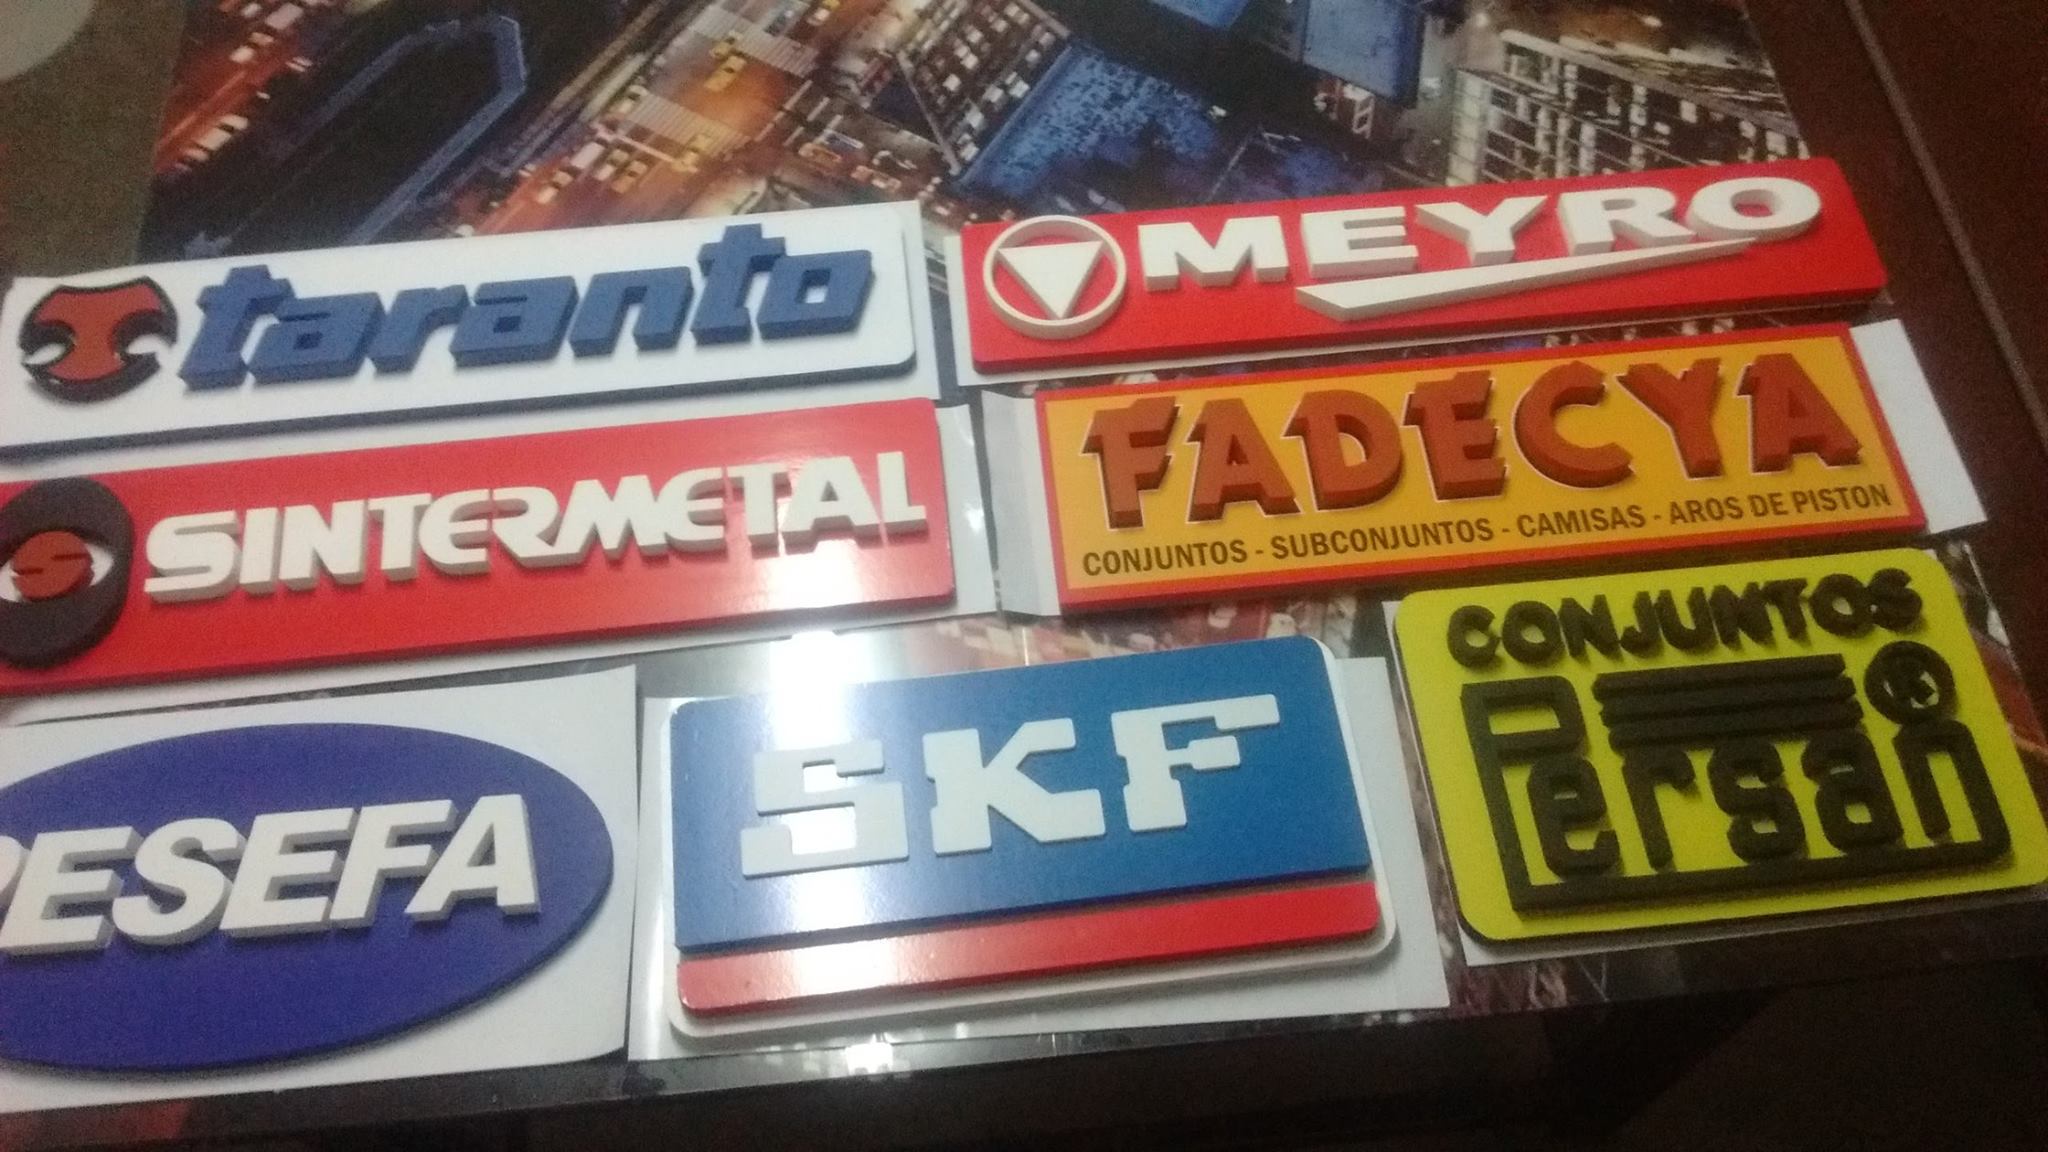 taranto
MEYRO
SINTERMETAL
S
FADECYA
CONJUNTOS - SUBCONJUNTOS - CAMISAS - AROS DE PISTON
CONJUNTOS
Persan ®
ESEFA
SKF